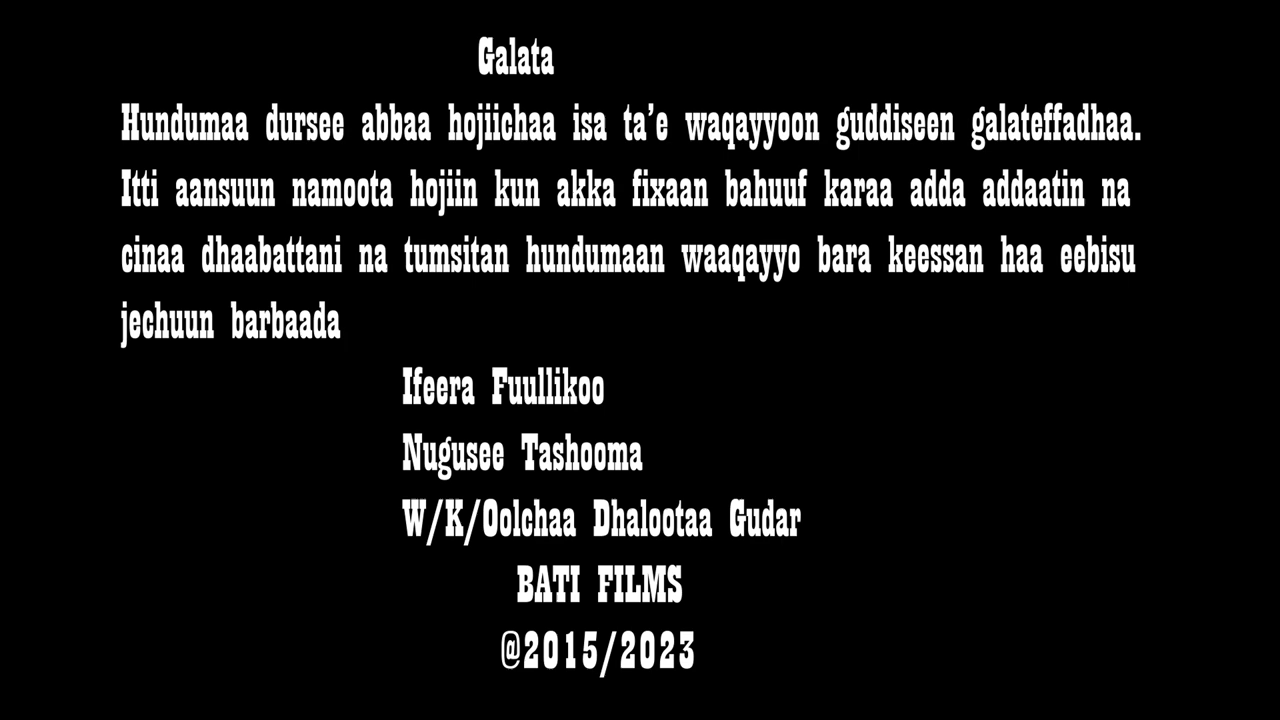 Galata
Hundumaa dursee abbaa hojiichaa isa ta'e waqayyoon guddiseen galateffadhaa.
Itti aansuun namoota hojiin kun akka fixaan bahuuf karaa adda addaatin na
cinaa dhaabattani na tumsitan hundumaan waaqayyo bara keessan haa eebisu
jechuun barbaada
Ifeera Fuullikoo
Nugusee Tashooma
W/K/Oolchaa Dhalootaa Gudar
BATI FILMS
@2015/2023